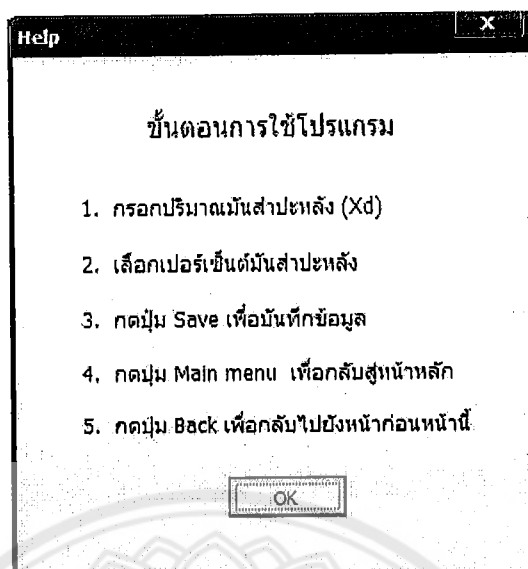 Help
X
ขั้นตอนการใช้โปรแกรม
1. กรอกปริมาณมันสำปะหลัง (Xd)
2. เลือกเปอร์เซ็นต์มันสำปะหลัง
3. กดปุ่ม Save เพื่อบันทึกข้อมูล
4. กดปุ่ม Main menu เพื่อกลับสู่หน้าหลัก
5. กดปุ่ม Back เพื่อกลับไปยังหน้าก่อนหน้านี้
OK